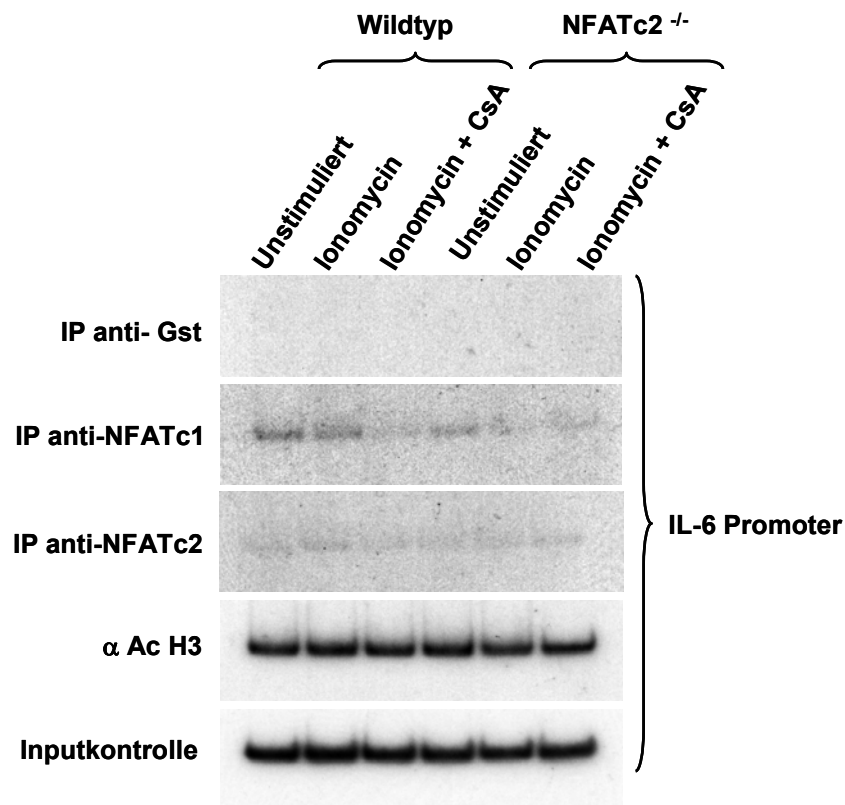 Wildtyp
NFATc2 -/-
Unstimuliert
Ionomycin
Ionomycin + CsA
Unstimuliert
Ionomycin
Ionomycin + CsA
IP anti- Gst
IP anti-NFATc1
IP anti-NFATc2
IL-6 Promoter
α Ac H3
Inputkontrolle